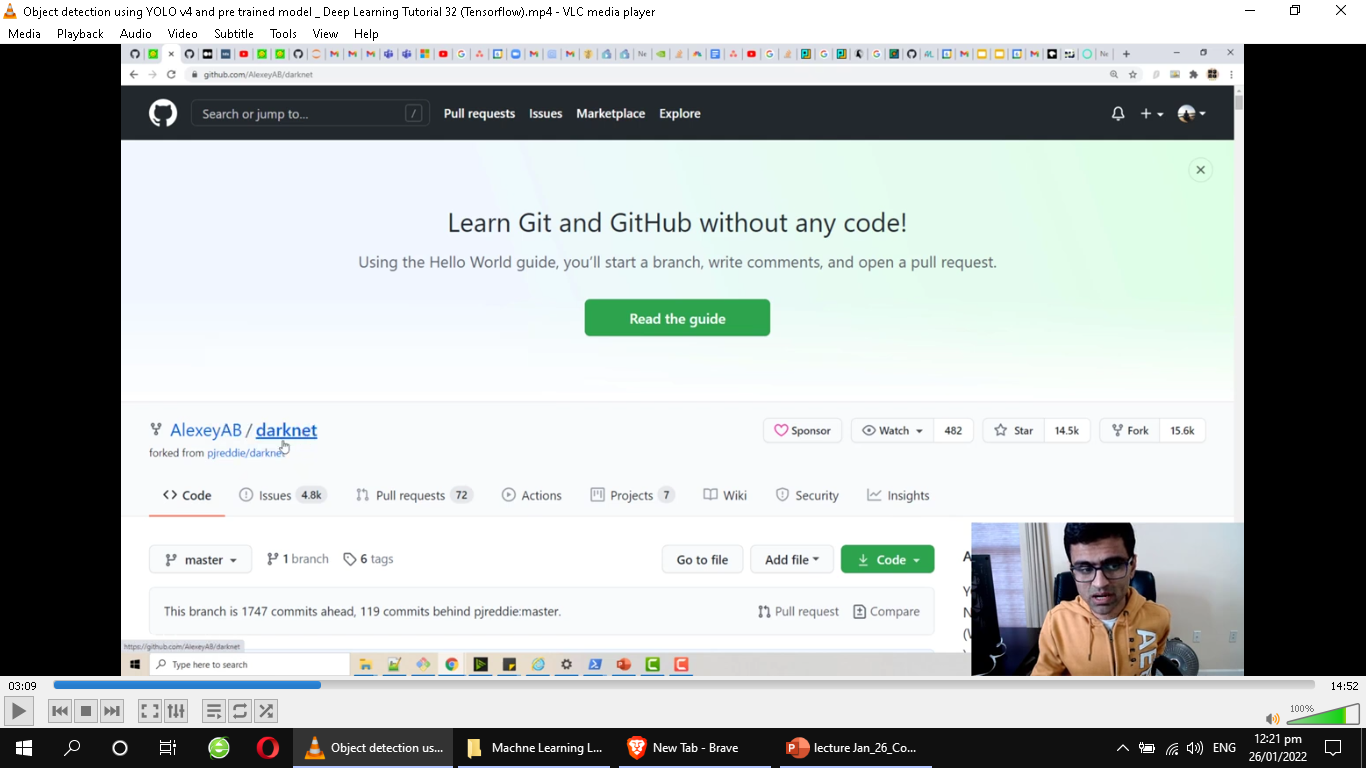 Object detection using YOLO v4 and pre trained model _ Deep Learning Tutorial 32 (Tensorflow).mp4 - VLC media player
Media Playback Audio Video Subtitle Tools View Help
github.com/AlexeyAB/darknet
Search or jump to... /
Pull requests Issues Marketplace Explore
Learn Git and GitHub without any code!
Using the Hello World guide, you'll start a branch, write comments, and open a pull request.
Read the guide
AlexeyAB / darknet
Sponsor Watch 482 Star 14.5k Fork 15.6k
forked from pjreddie/darknet
Code Issues 4.8k Pull requests 72 Actions Projects 7 Wiki Security Insights
master 1 branch 6 tags Go to file Add file Code
This branch is 1747 commits ahead, 119 commits behind pjreddie:master. Pull request Compare
https://github.com/AlexeyAB/darknet
Type here to search
03:09 14:52
100%
Object detection us... Machne Learning L... New Tab - Brave lecture Jan_26_Co... ENG
12:21 pm
26/01/2022